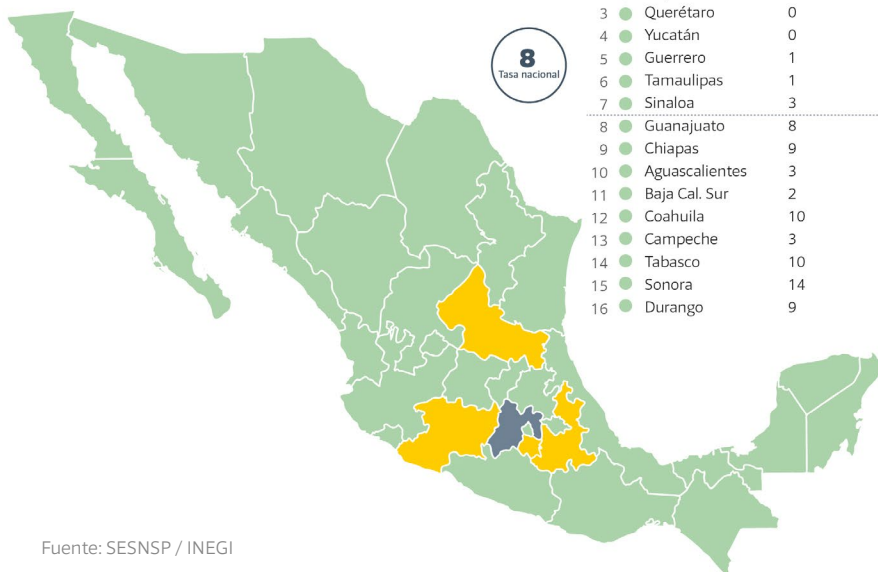 3 Querétaro 0
4 Yucatán 0
5 Guerrero 1
6 Tamaulipas 1
7 Sinaloa 3
8 Guanajuato 8
9 Chiapas 9
10 Aguascalientes 3
11 Baja Cal. Sur 2
12 Coahuila 10
13 Campeche 3
14 Tabasco 10
15 Sonora 14
16 Durango 9
8
Tasa nacional
Fuente: SESNSP / INEGI